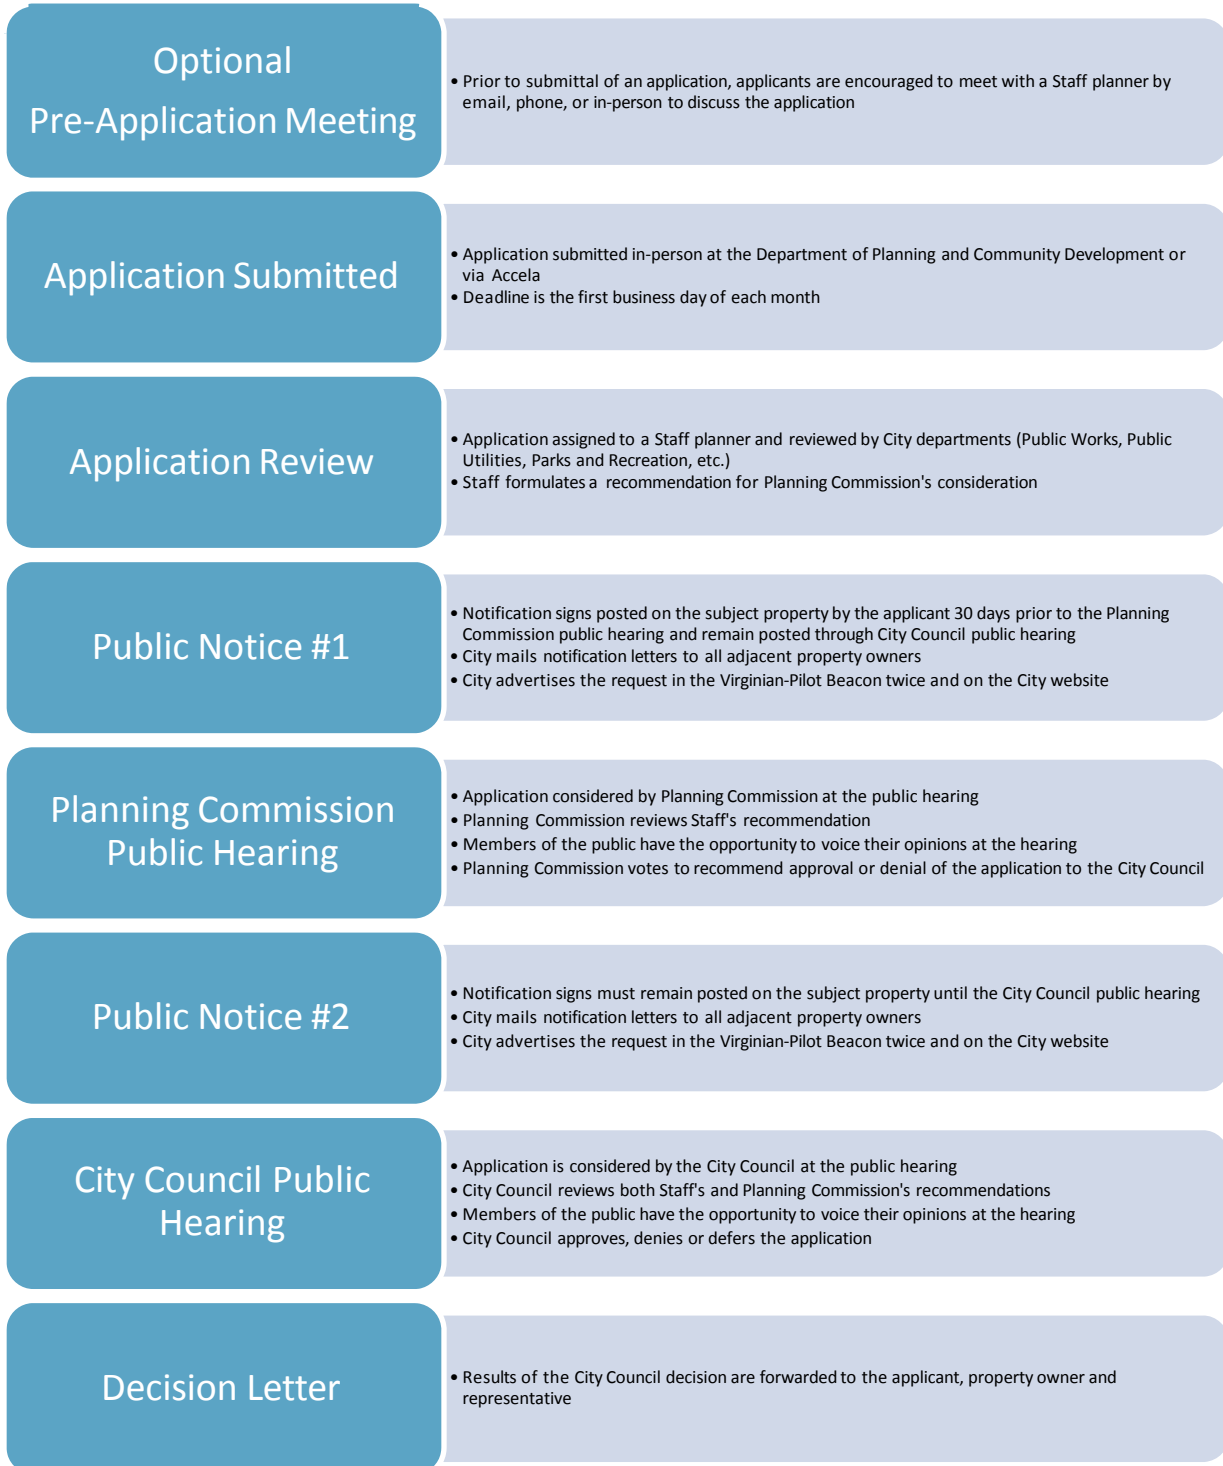 Optional
Pre-Application Meeting
• Prior to submittal of an application, applicants are encouraged to meet with a Staff planner by
email, phone, or in-person to discuss the application
Application Submitted
• Application submitted in-person at the Department of Planning and Community Development or
via Accela
• Deadline is the first business day of each month
Application Review
• Application assigned to a Staff planner and reviewed by City departments (Public Works, Public
Utilities, Parks and Recreation, etc.)
• Staff formulates a recommendation for Planning Commission's consideration
Public Notice #1
• Notification signs posted on the subject property by the applicant 30 days prior to the Planning
Commission public hearing and remain posted through City Council public hearing
• City mails notification letters to all adjacent property owners
• City advertises the request in the Virginian-Pilot Beacon twice and on the City website
Planning Commission
Public Hearing
• Application considered by Planning Commission at the public hearing
• Planning Commission reviews Staff's recommendation
• Members of the public have the opportunity to voice their opinions at the hearing
• Planning Commission votes to recommend approval or denial of the application to the City Council
Public Notice #2
• Notification signs must remain posted on the subject property until the City Council public hearing
• City mails notification letters to all adjacent property owners
• City advertises the request in the Virginian-Pilot Beacon twice and on the City website
City Council Public
Hearing
• Application is considered by the City Council at the public hearing
• City Council reviews both Staff's and Planning Commission's recommendations
• Members of the public have the opportunity to voice their opinions at the hearing
• City Council approves, denies or defers the application
Decision Letter
• Results of the City Council decision are forwarded to the applicant, property owner and
representative